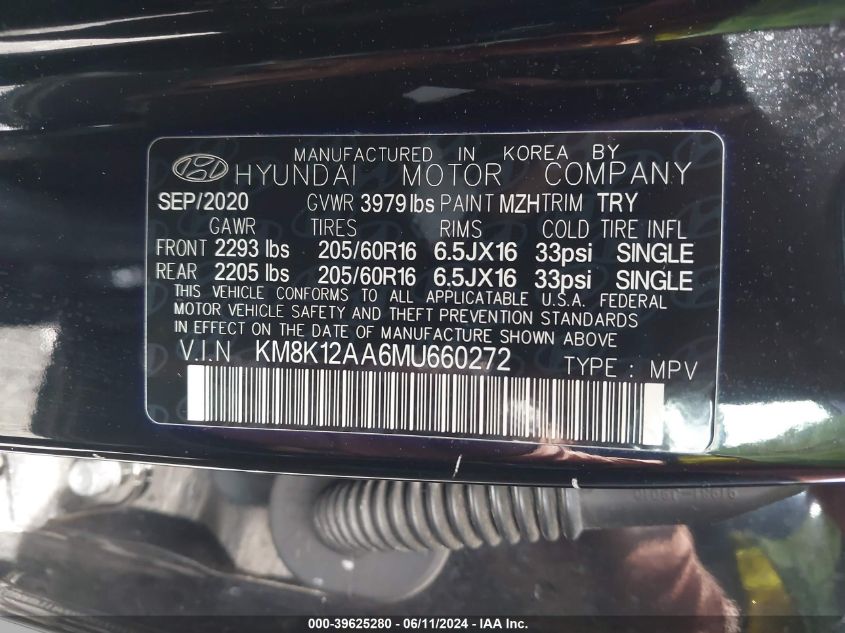 MANUFACTURED IN KOREA BY
HYUNDAI MOTOR COMPANY
SEP/2020 GVWR 3979 lbs PAINT MZH TRIM TRY
GAWR TIRES RIMS COLD TIRE INFL
FRONT 2293 lbs 205/60R16 6.5JX16 33psi SINGLE
REAR 2205 lbs 205/60R16 6.5JX16 33psi SINGLE
THIS VEHICLE CONFORMS TO ALL APPLICATABLE U.S.A. FEDERAL
MOTOR VEHICLE SAFETY AND THEFT PREVENTION STANDARDS
IN EFFECT ON THE DATE OF MANUFACTURE SHOWN ABOVE
V.I.N KM8K12AA6MU660272 TYPE : MPV
000-39625280 - 06/11/2024 - IAA Inc.